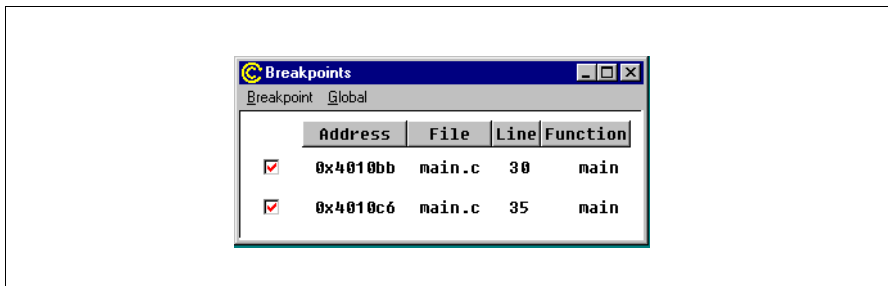 Breakpoints
Breakpoint Global
Address File Line Function
0x4010bb main.c 30 main
0x4010c6 main.c 35 main